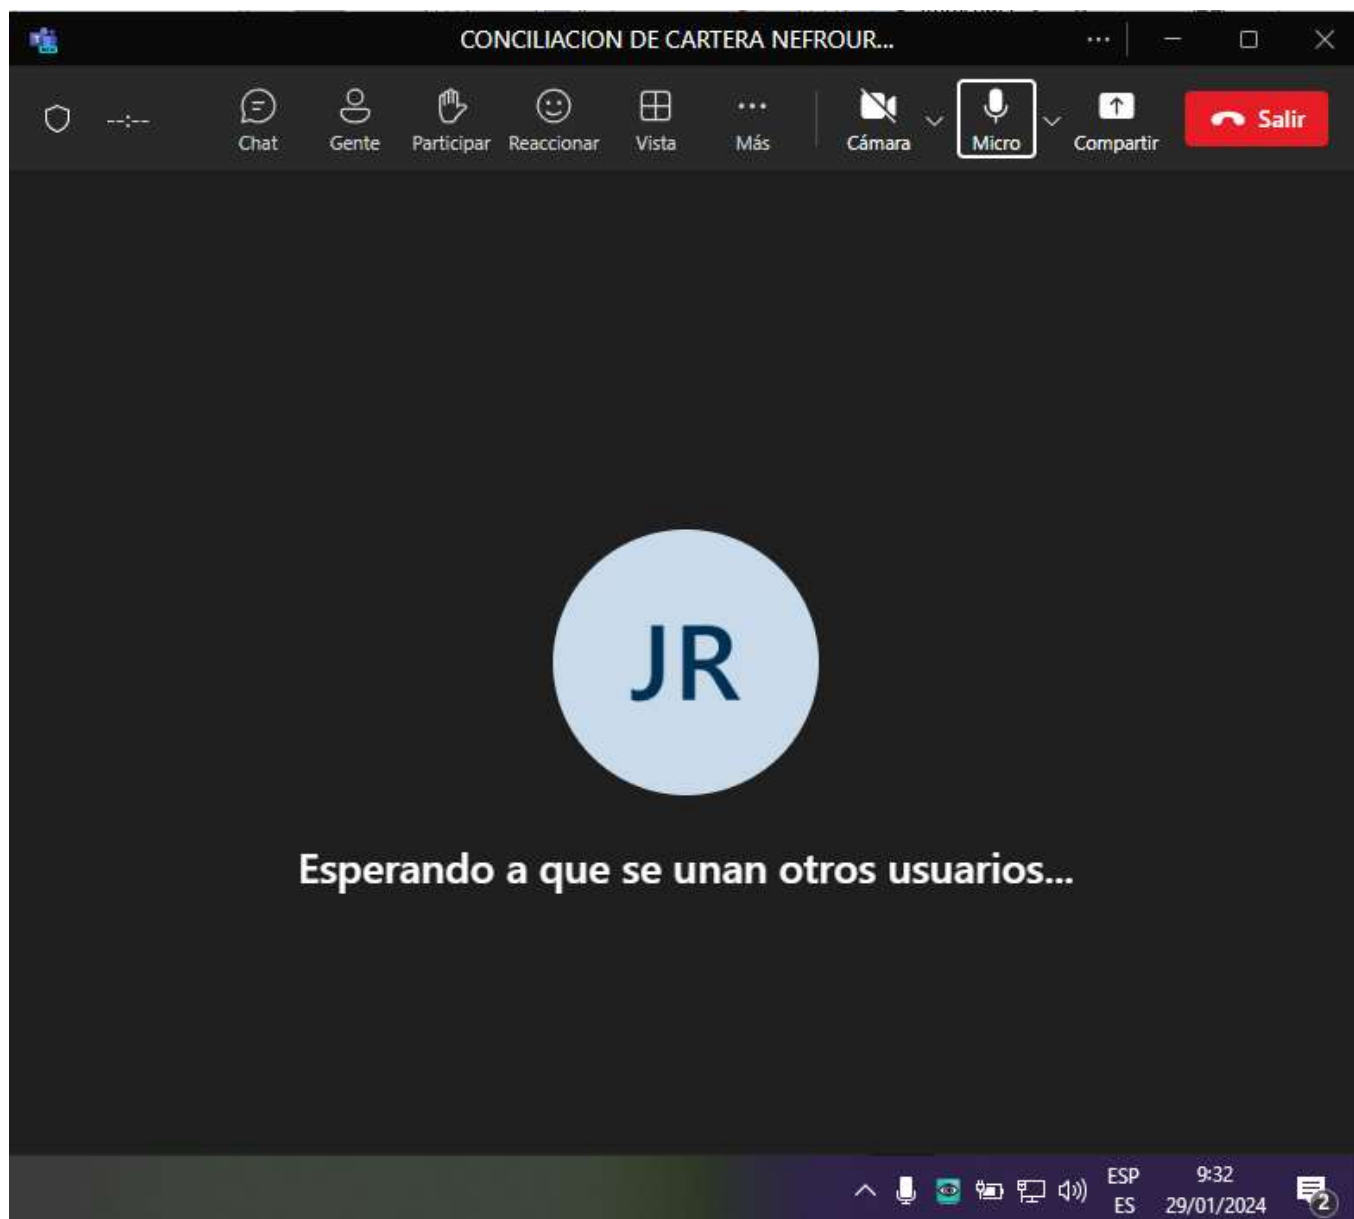 CONCILIACION DE CARTERA NEFROUR...
--:--
Chat
Gente
Participar
Reaccionar
Vista
Más
Cámara
Micro
Compartir
Salir
JR
Esperando a que se unan otros usuarios...
ESP
ES
9:32
29/01/2024
2